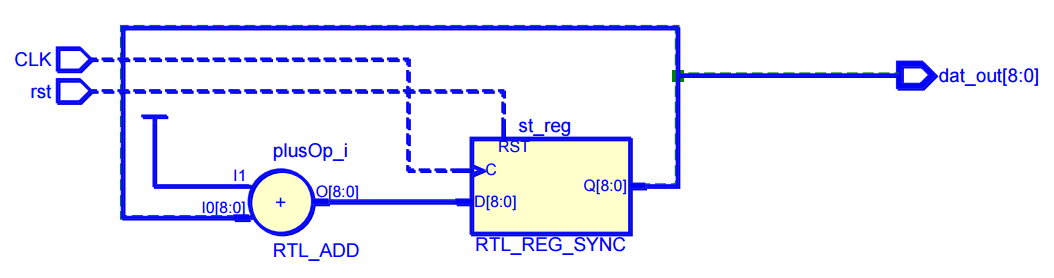 CLK
rst
dat_out[8:0]
st_reg
RST
plusOp_i
C
I1
O[8:0]
Q[8:0]
I0[8:0]
+
D[8:0]
RTL_ADD
RTL_REG_SYNC